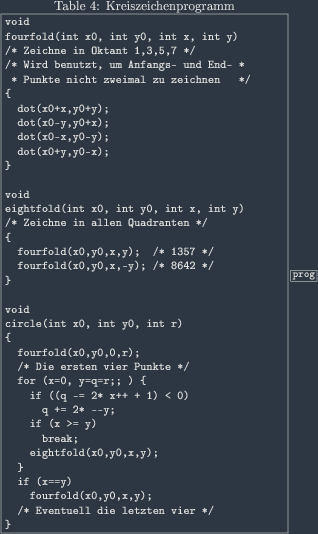 Table 4: Kreiszeichenprogramm
void
fourfold(int x0, int y0, int x, int y)
/* Zeichne in Oktant 1,3,5,7 */
/* Wird benutzt, um Anfangs- und End- *
 * Punkte nicht zweimal zu zeichnen   */
{
  dot(x0+x,y0+y);
  dot(x0-y,y0+x);
  dot(x0-x,y0-y);
  dot(x0+y,y0-x);
}

void
eightfold(int x0, int y0, int x, int y)
/* Zeichne in allen Quadranten */
{
  fourfold(x0,y0,x,y);  /* 1357 */
  fourfold(x0,y0,x,-y); /* 8642 */
}
prog

void
circle(int x0, int y0, int r)
{
  fourfold(x0,y0,0,r);
  /* Die ersten vier Punkte */
  for (x=0, y=q=r;; ) {
    if ((q -= 2* x++ + 1) < 0)
      q += 2* --y;
    if (x >= y)
      break;
    eightfold(x0,y0,x,y);
  }
  if (x==y)
    fourfold(x0,y0,x,y);
  /* Eventuell die letzten vier */
}